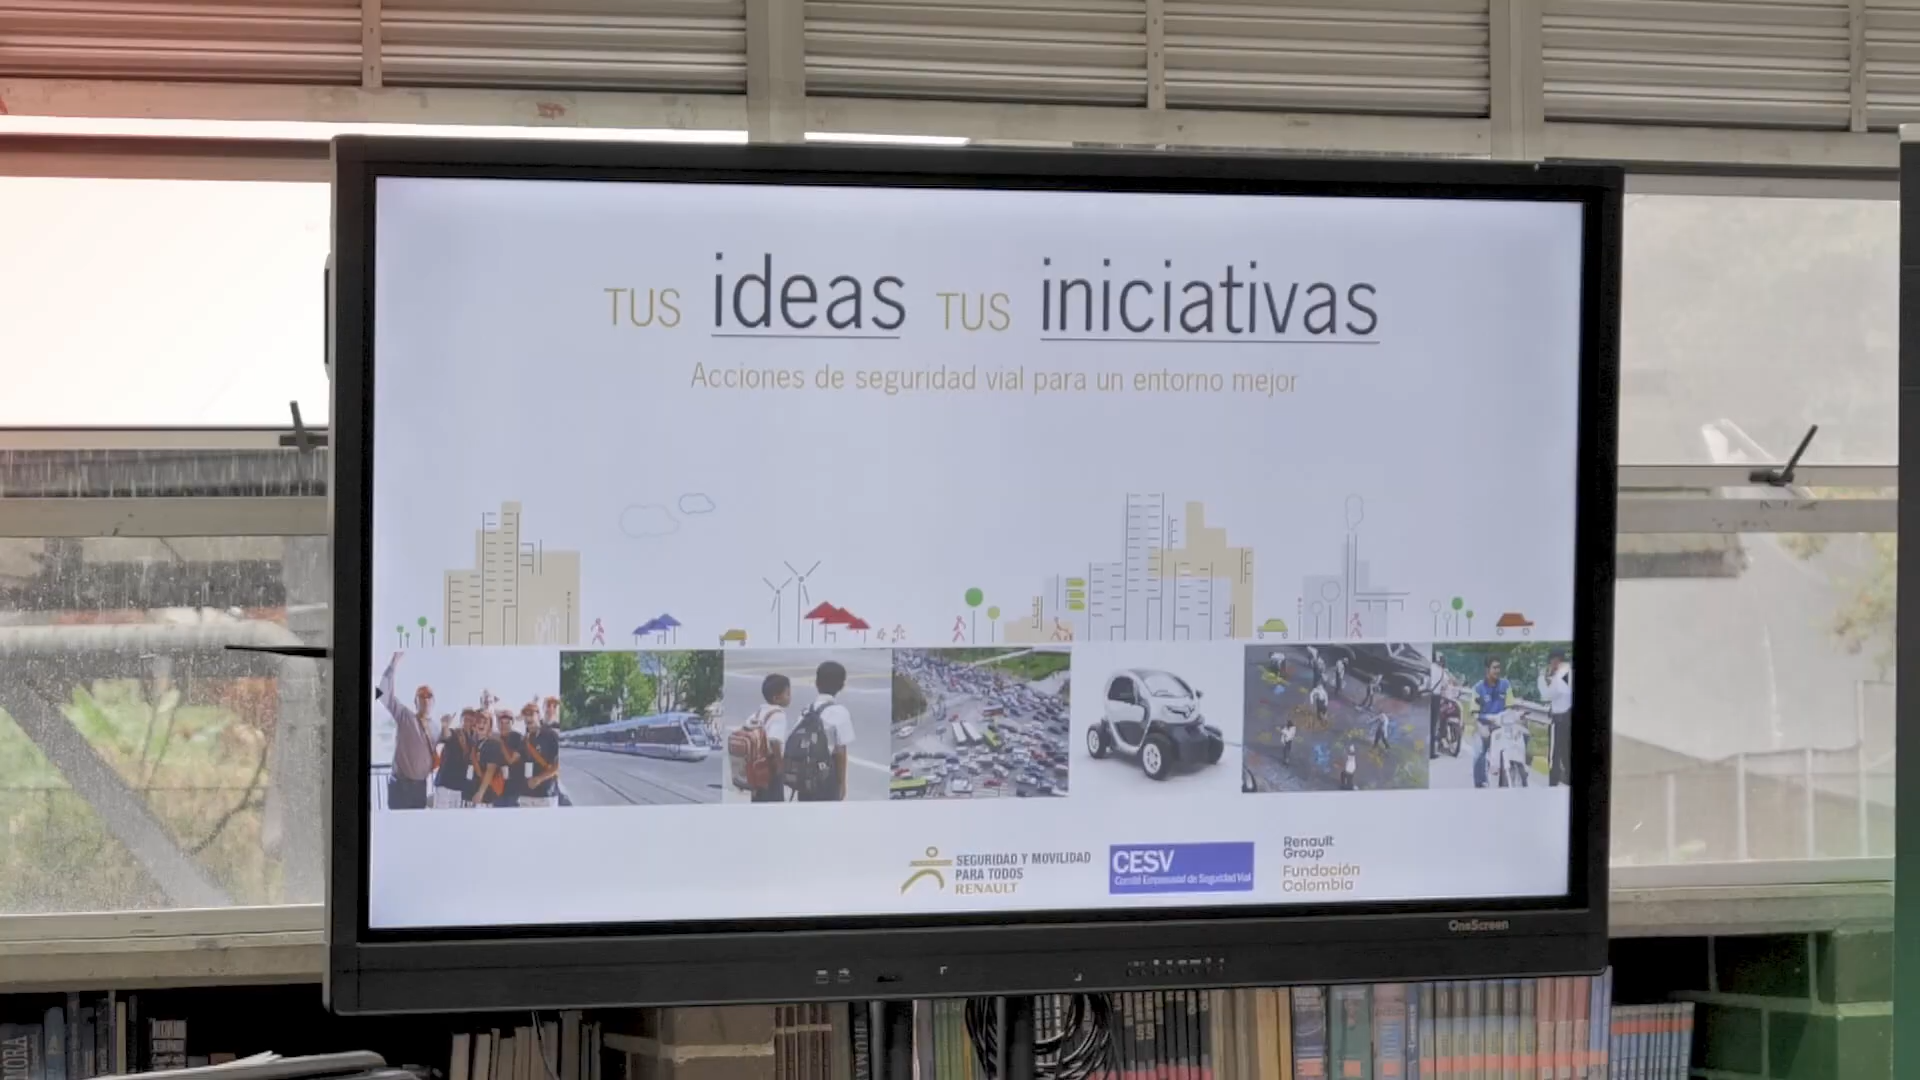 TUS ideas TUS iniciativas
Acciones de seguridad vial para un entorno mejor
SEGURIDAD Y MOVILIDAD
PARA TODOS
RENAULT
CESV
Comité Empresarial de Seguridad Vial
Renault
Group
Fundación
Colombia
OneScreen